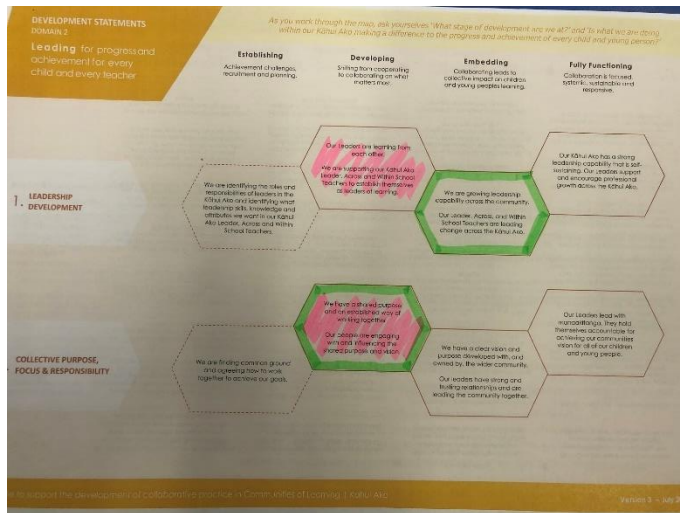 DEVELOPMENT STATEMENTS
DOMAIN 2
Leading for progress and
achievement for every
child and every teacher
As you work through the map, ask yourselves 'What stage of development are we at?' and 'Is what we are doing
within our Kāhui Ako making a difference to the progress and achievement of every child and young person?'
Establishing
Achievement challenges,
recruitment and planning.
Developing
Shifting from cooperating
to collaborating on what
matters most.
Embedding
Collaborating leads to
collective impact on children
and young peoples learning.
Fully Functioning
Collaboration is focused,
systemic, sustainable and
responsive.
1. LEADERSHIP
DEVELOPMENT
We are identifying the roles and
responsibilities of leaders in the
Kāhui Ako and identifying what
leadership skills, knowledge and
attributes we want in our Kāhui
Ako Leader, Across and Within
School Teachers.
Our Leaders are learning from
each other.
We are supporting our Kāhui Ako
Leader, Across and Within School
Teachers to establish themselves
as leaders of learning.
We are growing leadership
capability across the community.
Our Leader, Across, and Within
School Teachers are leading
change across the Kāhui Ako.
Our Kāhui Ako has a strong
leadership capability that is self-
sustaining. Our Leaders support
and encourage professional
growth across the Kāhui Ako.
COLLECTIVE PURPOSE,
FOCUS & RESPONSIBILITY
We are finding common ground
and agreeing how to work
together to achieve our goals.
We have a shared purpose
and an established way of
working together
Our people are engaging
with and influencing the
shared purpose and vision
We have a clear vision and
purpose developed with, and
owned by, the wider community.
Our leaders have strong and
trusting relationships and are
leading the community together.
Our Leaders lead with
manaakitanga. They hold
themselves accountable for
achieving our communities
vision for all of our children
and young people.
to support the development of collaborative practice in Communities of Learning | Kāhui Ako
Version 3 – July